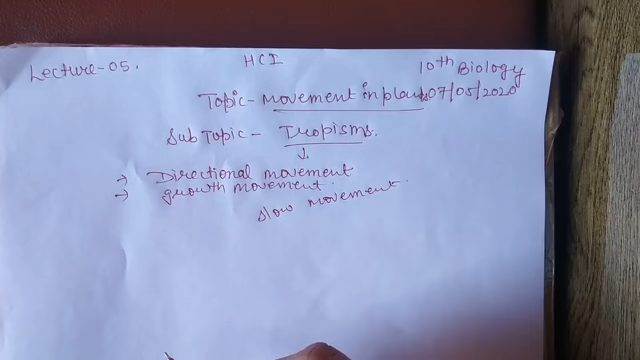 Lecture-05.
HCI
10th Biology
07/05/2020
Topic- Movement in plants
Sub Topic - Tropisms.
→ Directional movement
→ growth movement.
slow movement.